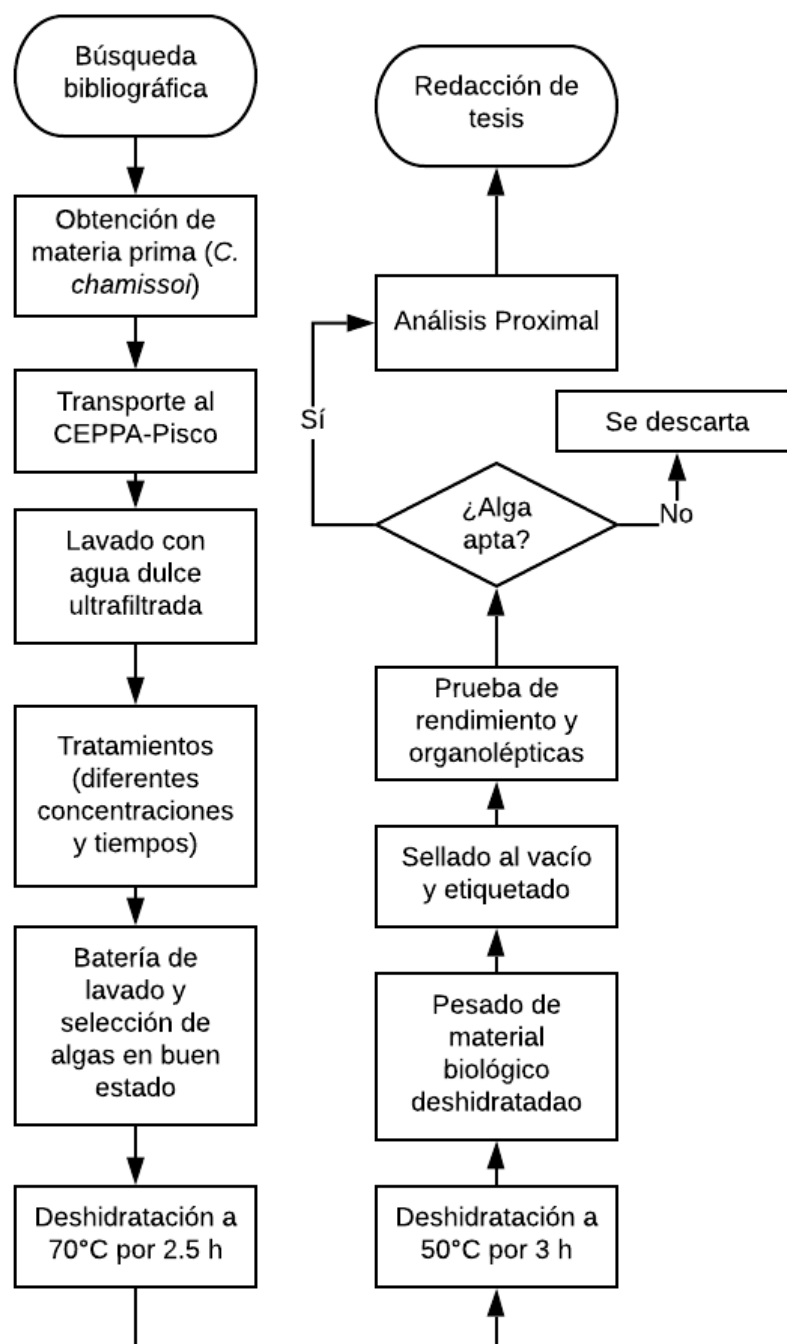 Búsqueda
bibliográfica
Obtención de
materia prima (C.
chamissoi)
Transporte al
CEPPA-Pisco
Lavado con
agua dulce
ultrafiltrada
Tratamientos
(diferentes
concentraciones
y tiempos)
Batería de
lavado y
selección de
algas en buen
estado
Deshidratación a
70°C por 2.5 h
Deshidratación a
50°C por 3 h
Pesado de
material
biológico
deshidratadao
Sellado al vacío
y etiquetado
Prueba de
rendimiento y
organolépticas
¿Alga
apta?
No
Se descarta
Sí
Análisis Proximal
Redacción de
tesis